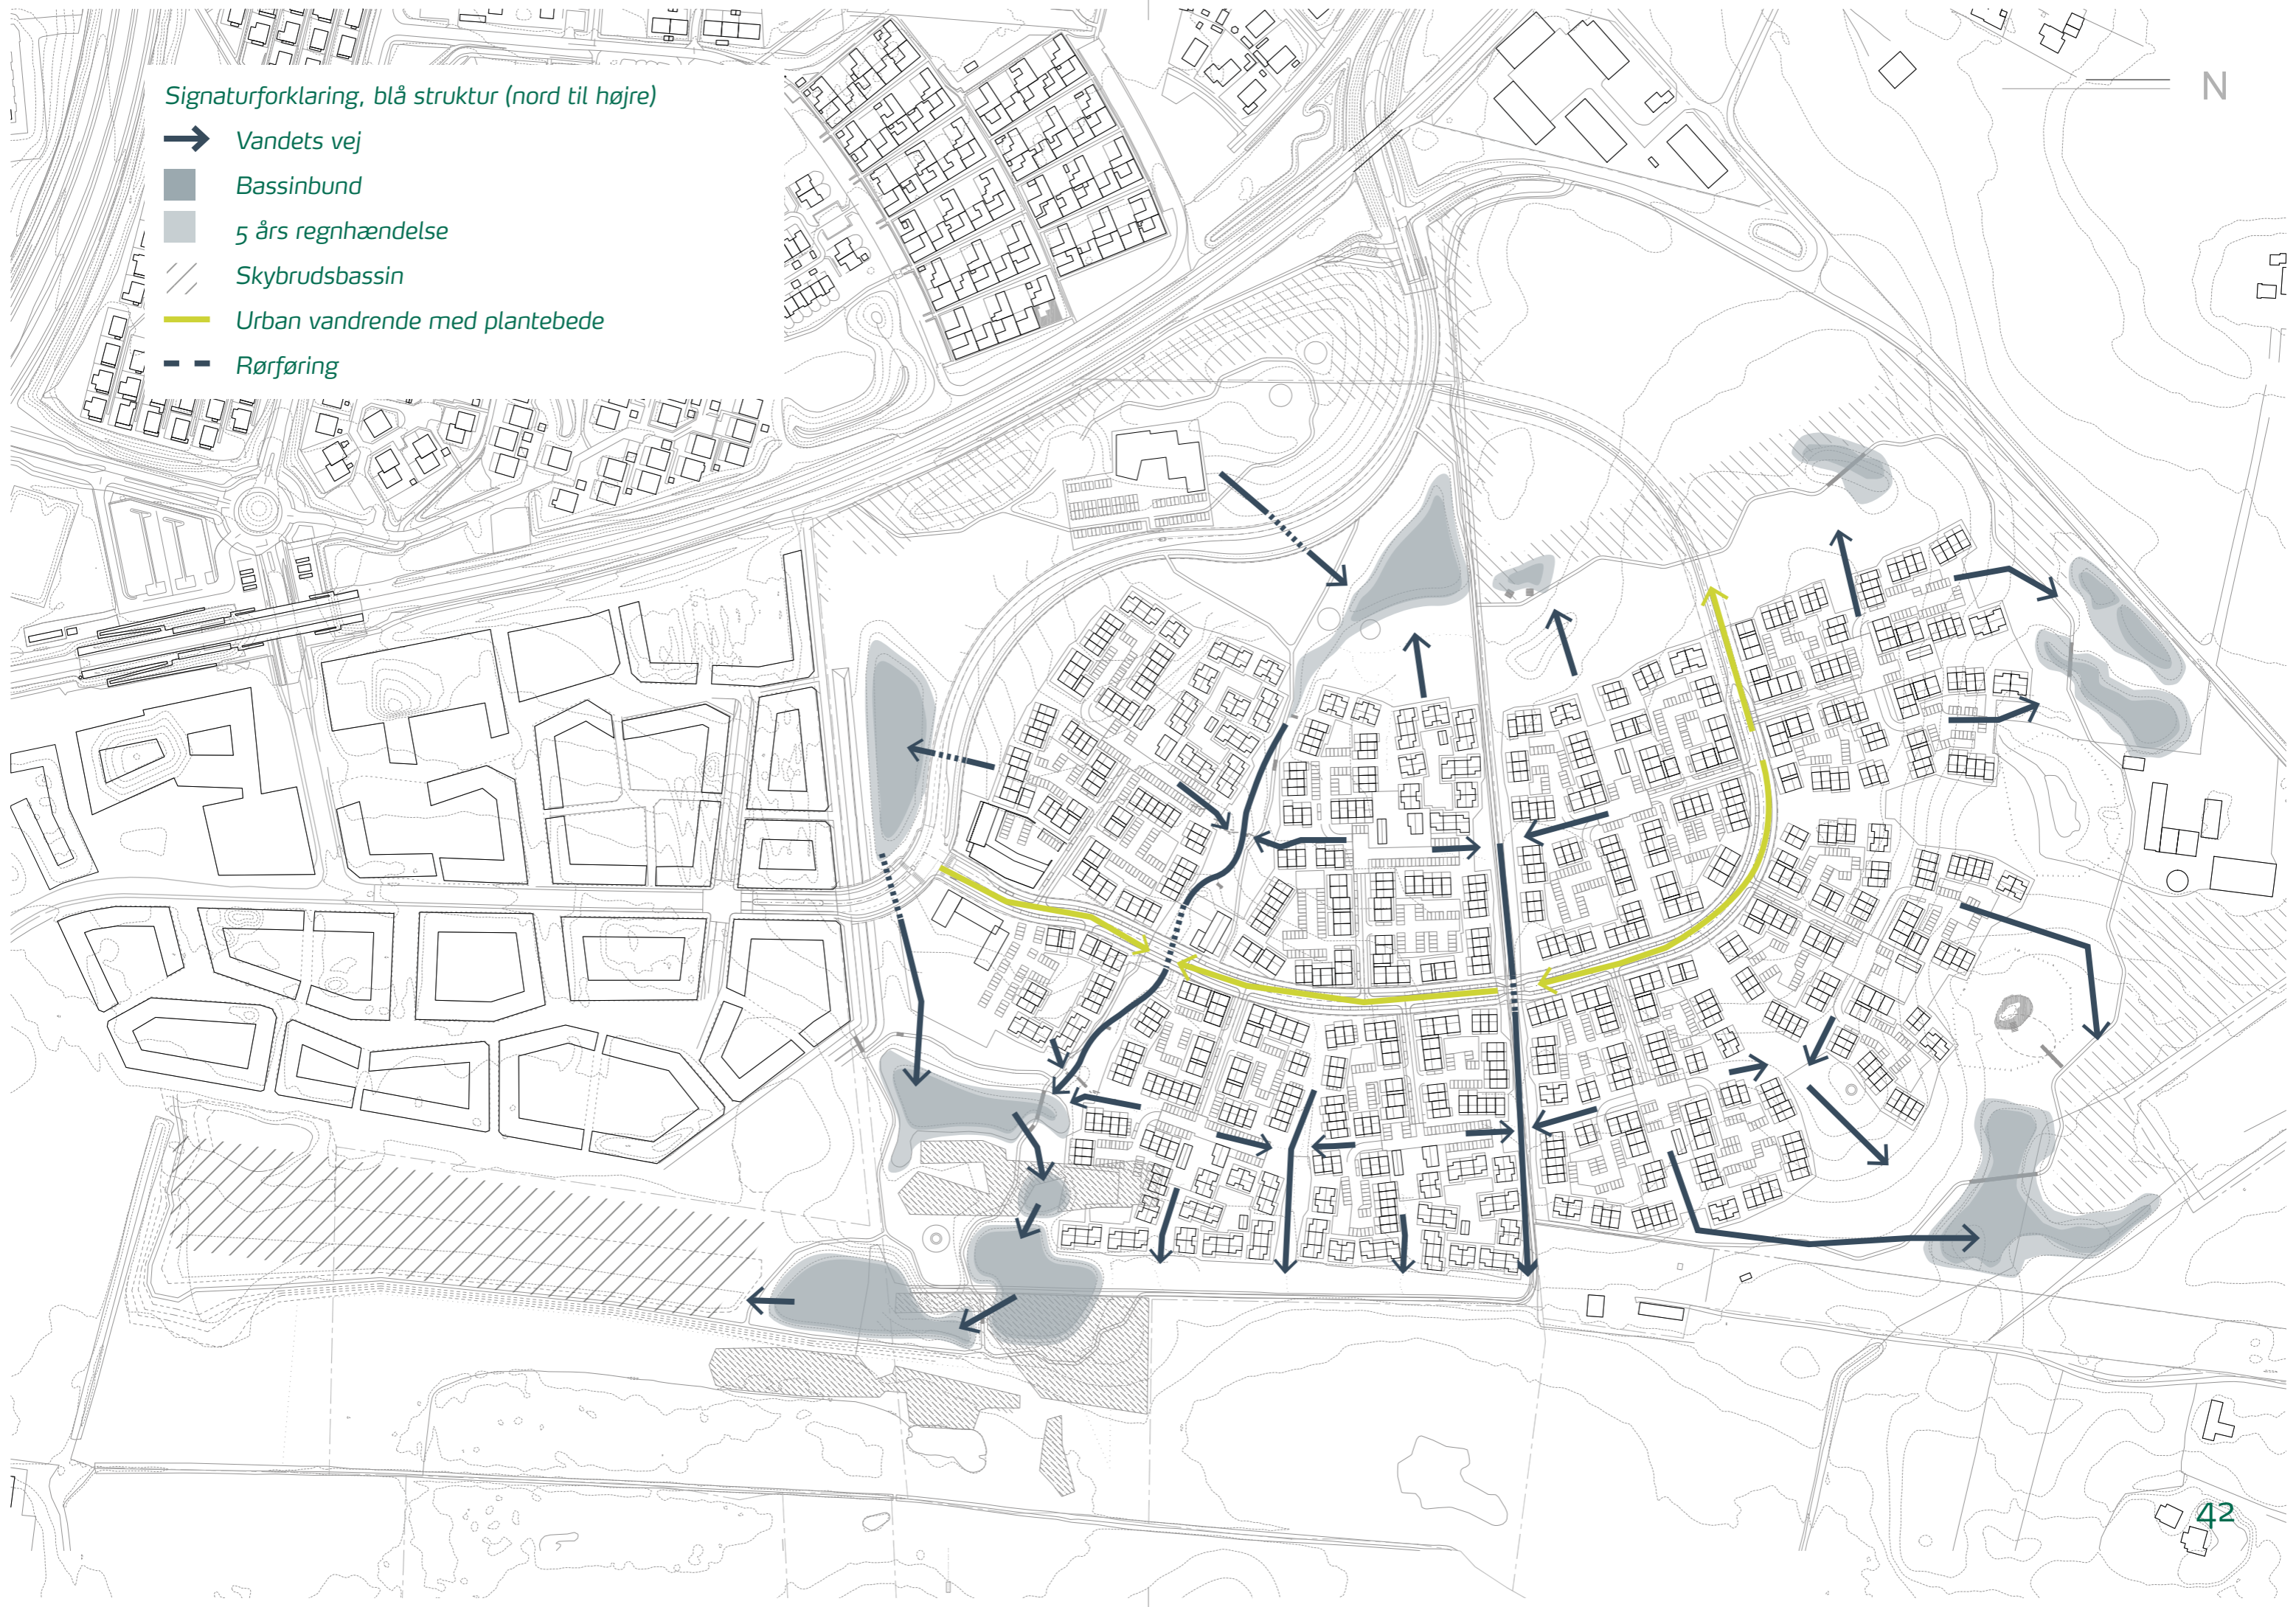 Signaturforklaring, blå struktur (nord til højre)
Vandets vej
Bassinbund
5 års regnhændelse
Skybrudsbassin
Urban vandrende med plantebede
Rørføring
N
42